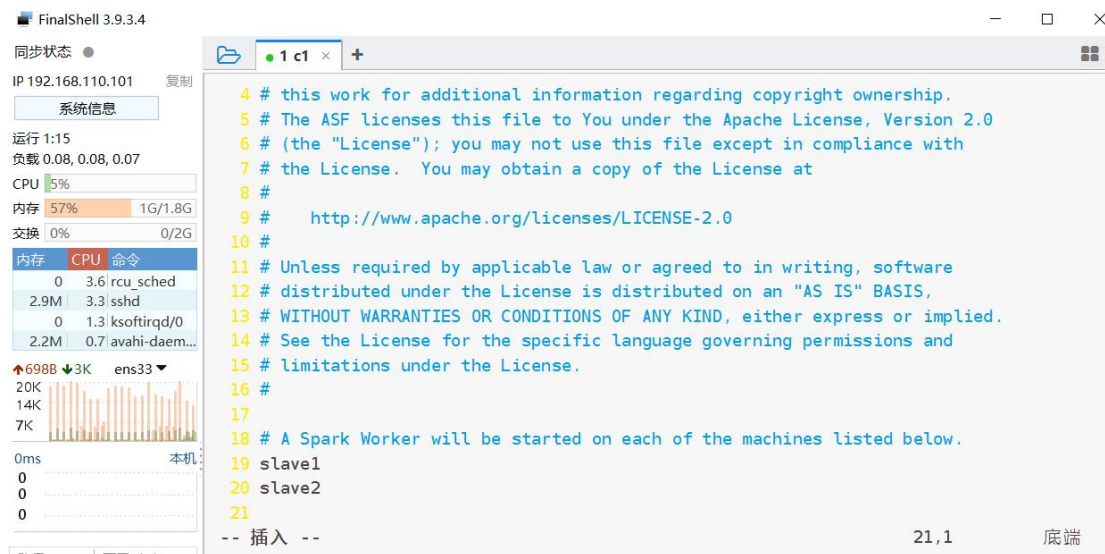 FinalShell 3.9.3.4
同步状态
IP 192.168.110.101 复制
系统信息
运行 1:15
负载 0.08, 0.08, 0.07
CPU 5%
内存 57% 1G/1.8G
交换 0% 0/2G
内存 CPU 命令
0 3.6 rcu_sched
2.9M 3.3 sshd
0 1.3 ksoftirqd/0
2.2M 0.7 avahi-daem...
↑698B ↓3K ens33
20K
14K
7K
0ms 本机
0
0
0
1 c1 × +
4 # this work for additional information regarding copyright ownership.
5 # The ASF licenses this file to You under the Apache License, Version 2.0
6 # (the "License"); you may not use this file except in compliance with
7 # the License.  You may obtain a copy of the License at
8 #
9 #    http://www.apache.org/licenses/LICENSE-2.0
10 #
11 # Unless required by applicable law or agreed to in writing, software
12 # distributed under the License is distributed on an "AS IS" BASIS,
13 # WITHOUT WARRANTIES OR CONDITIONS OF ANY KIND, either express or implied.
14 # See the License for the specific language governing permissions and
15 # limitations under the License.
16 #
17
18 # A Spark Worker will be started on each of the machines listed below.
19 slave1
20 slave2
21
-- 插入 -- 21,1 底端